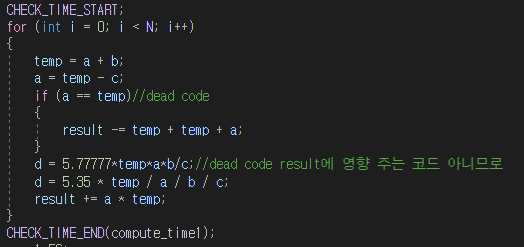 CHECK_TIME_START;
for (int i = 0; i < N; i++)
{
temp = a + b;
a = temp - c;
if (a == temp)//dead code
{
result -= temp + temp + a;
}
d = 5.77777*temp*a*b/c;//dead code result에 영향 주는 코드 아니므로
d = 5.35 * temp / a / b / c;
result += a * temp;
}
CHECK_TIME_END(compute_time1);